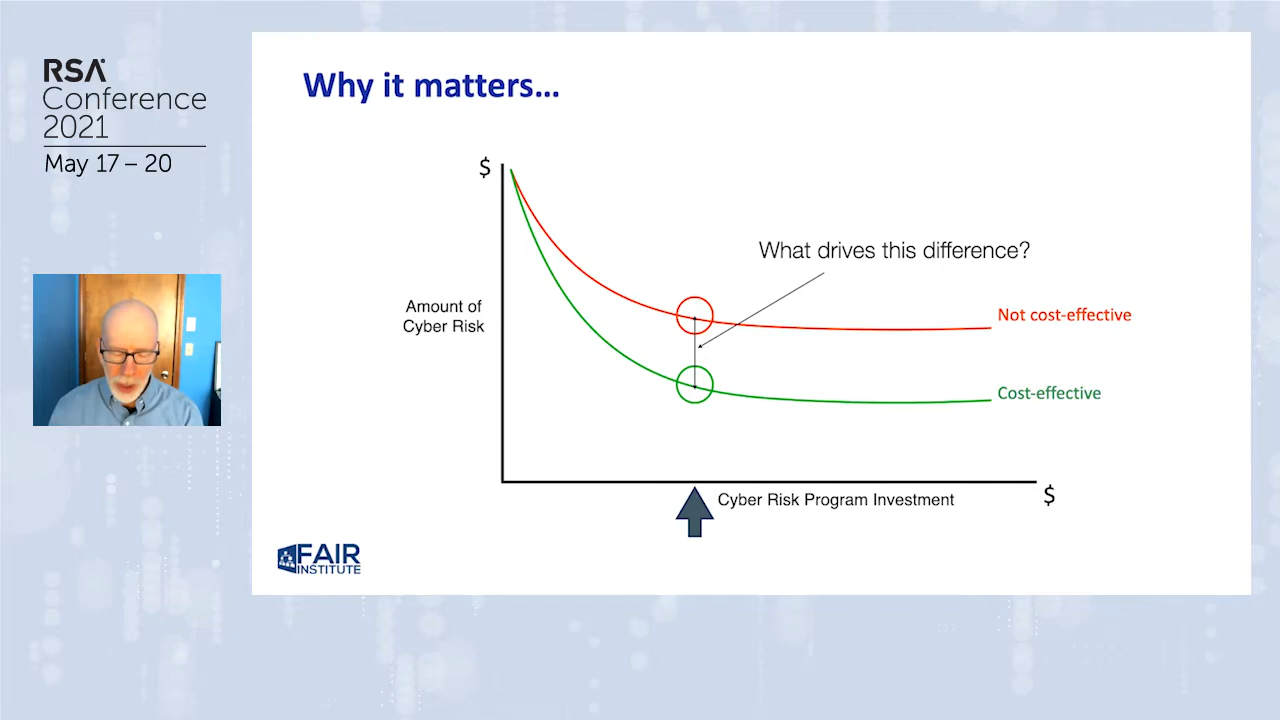 RSA
Conference
2021
May 17 – 20
Why it matters...
$
What drives this difference?
Amount of
Cyber Risk
Not cost-effective
Cost-effective
$
Cyber Risk Program Investment
FAIR
INSTITUTE